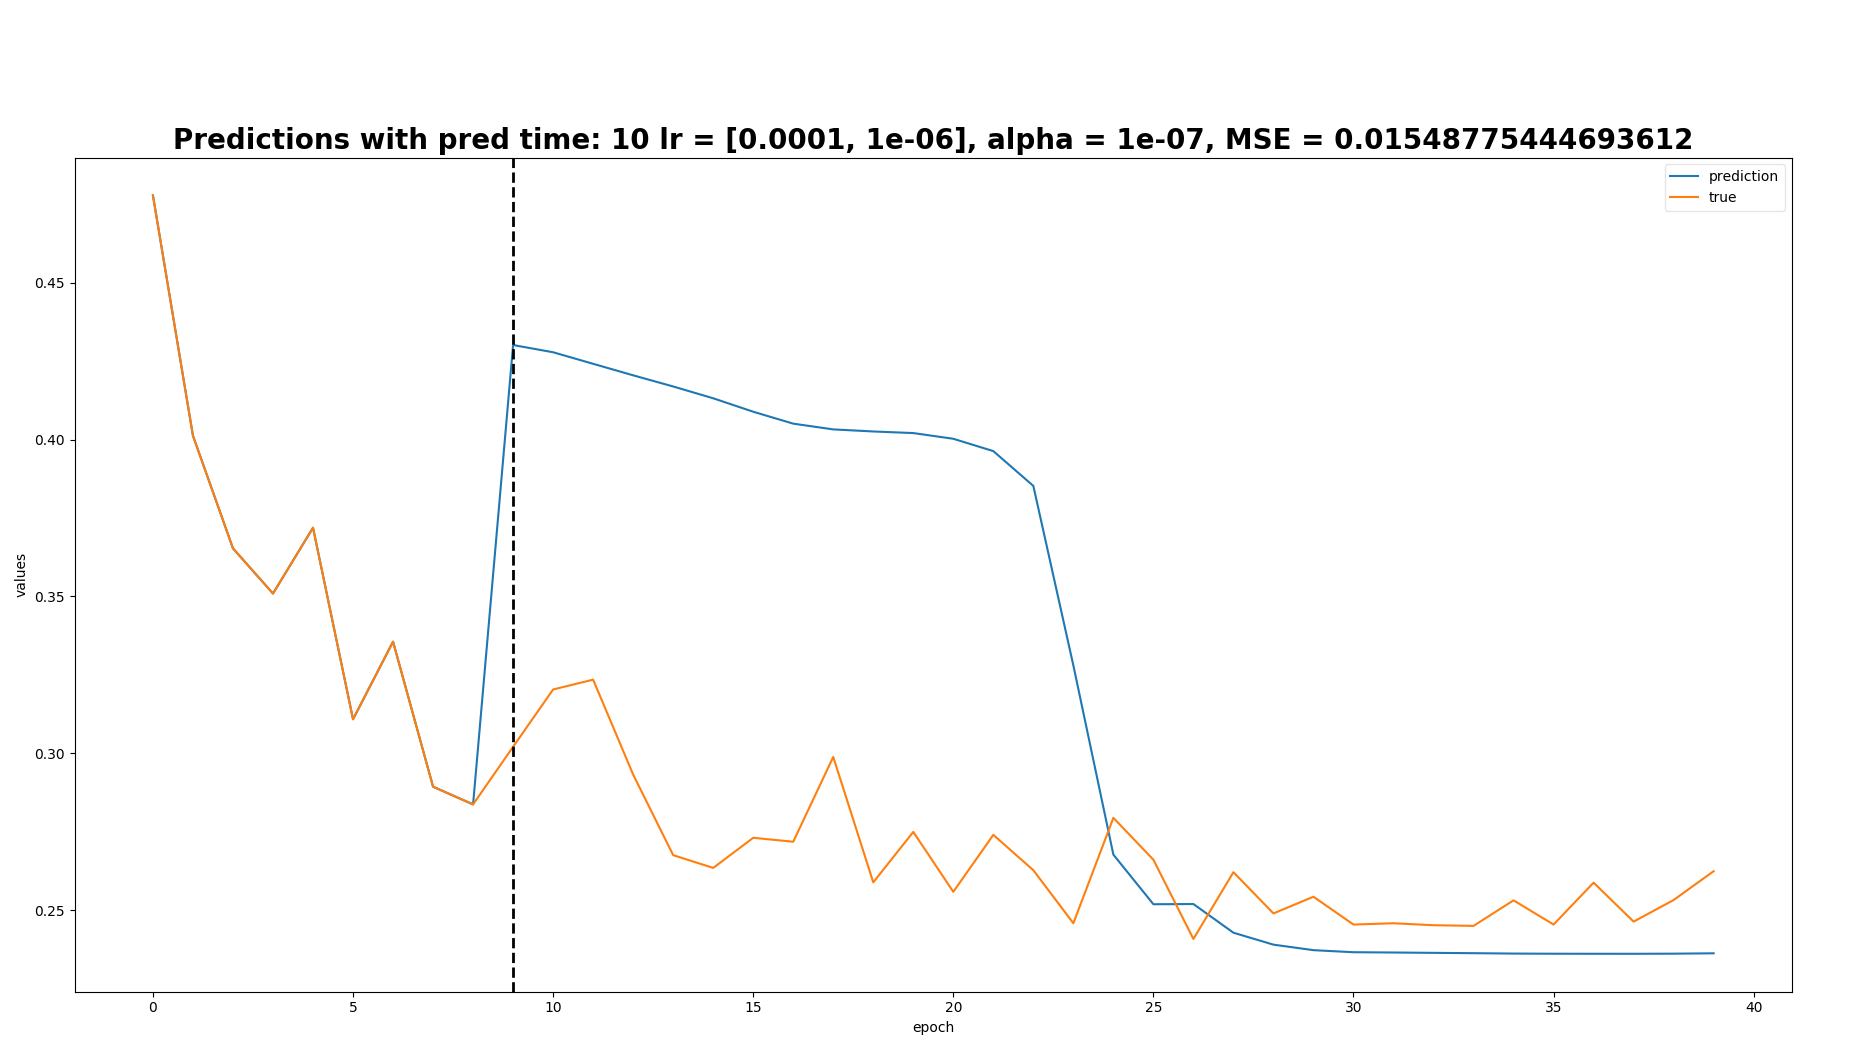 Predictions with pred time: 10 lr = [0.0001, 1e-06], alpha = 1e-07, MSE = 0.01548775444693612
prediction
true
0.45
0.40
0.35
0.30
0.25
values
0 5 10 15 20 25 30 35 40
epoch